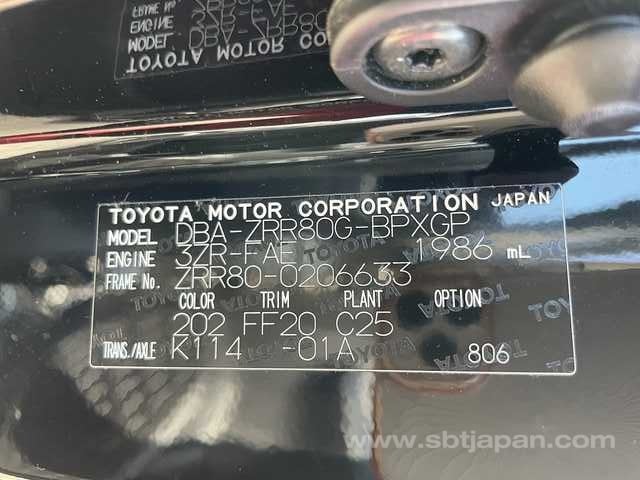 TOYOTA MOTOR CORPORATION JAPAN
MODEL DBA-ZRR80G-BPXGP
ENGINE 3ZR-FAE 1986 mL
FRAME No. ZRR80-0206633
COLOR TRIM PLANT OPTION
202 FF20 C25
TRANS./AXLE K114 -01A 806
www.sbtjapan.com